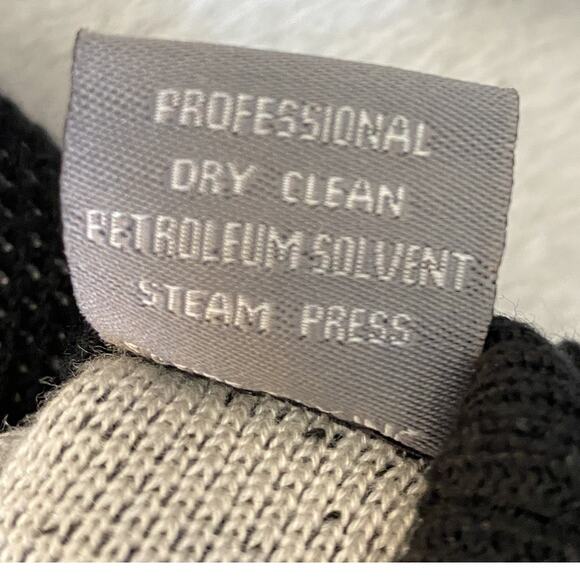 PROFESSIONAL
DRY CLEAN
PETROLEUM SOLVENT
STEAM PRESS